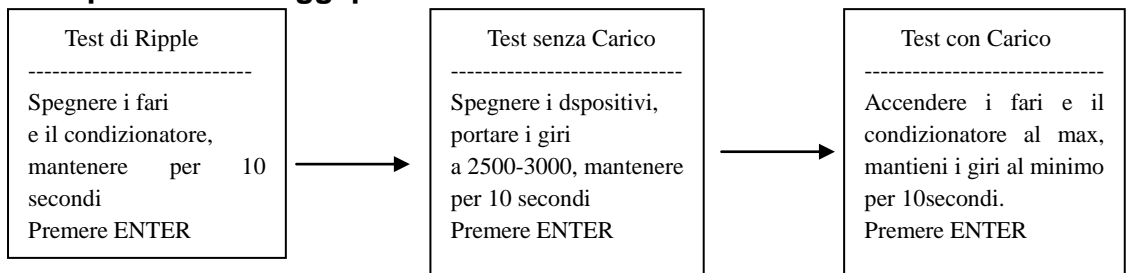 Test di Ripple
----------------------------
Spegnere i fari
e il condizionatore,
mantenere per 10
secondi
Premere ENTER
Test senza Carico
-----------------------------
Spegnere i dspositivi,
portare i giri
a 2500-3000, mantenere
per 10 secondi
Premere ENTER
Test con Carico
------------------------------
Accendere i fari e il
condizionatore al max,
mantieni i giri al minimo
per 10secondi.
Premere ENTER